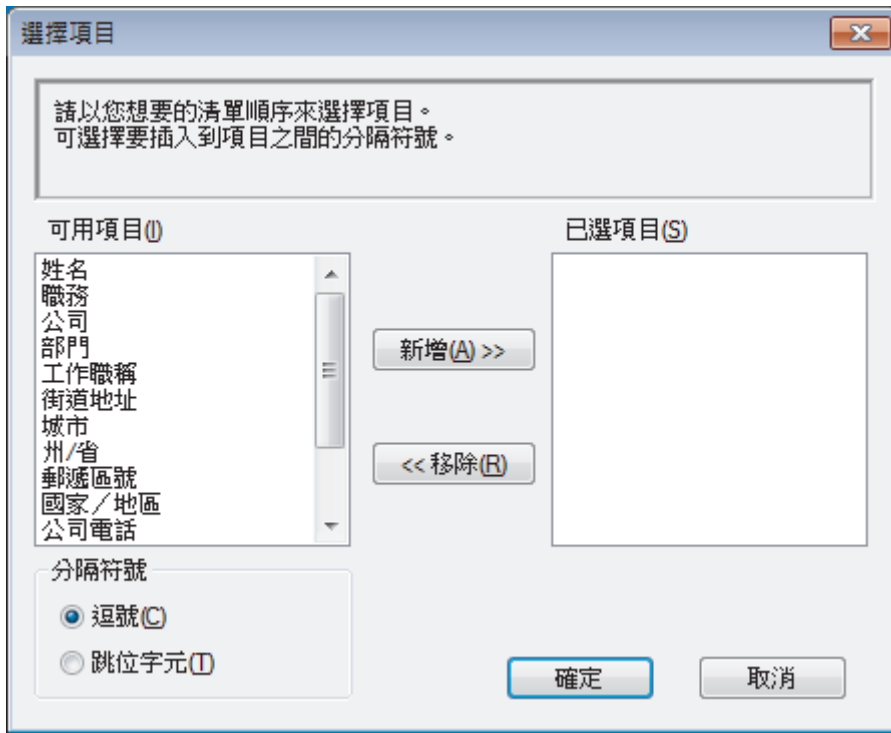 選擇項目
請以您想要的清單順序來選擇項目。
可選擇要插入到項目之間的分隔符號。
可用項目(I)
姓名
職務
公司
部門
工作職稱
街道地址
城市
州/省
郵遞區號
國家／地區
公司電話
新增(A) >>
<< 移除(R)
已選項目(S)
分隔符號
逗號(C)
跳位字元(T)
確定
取消